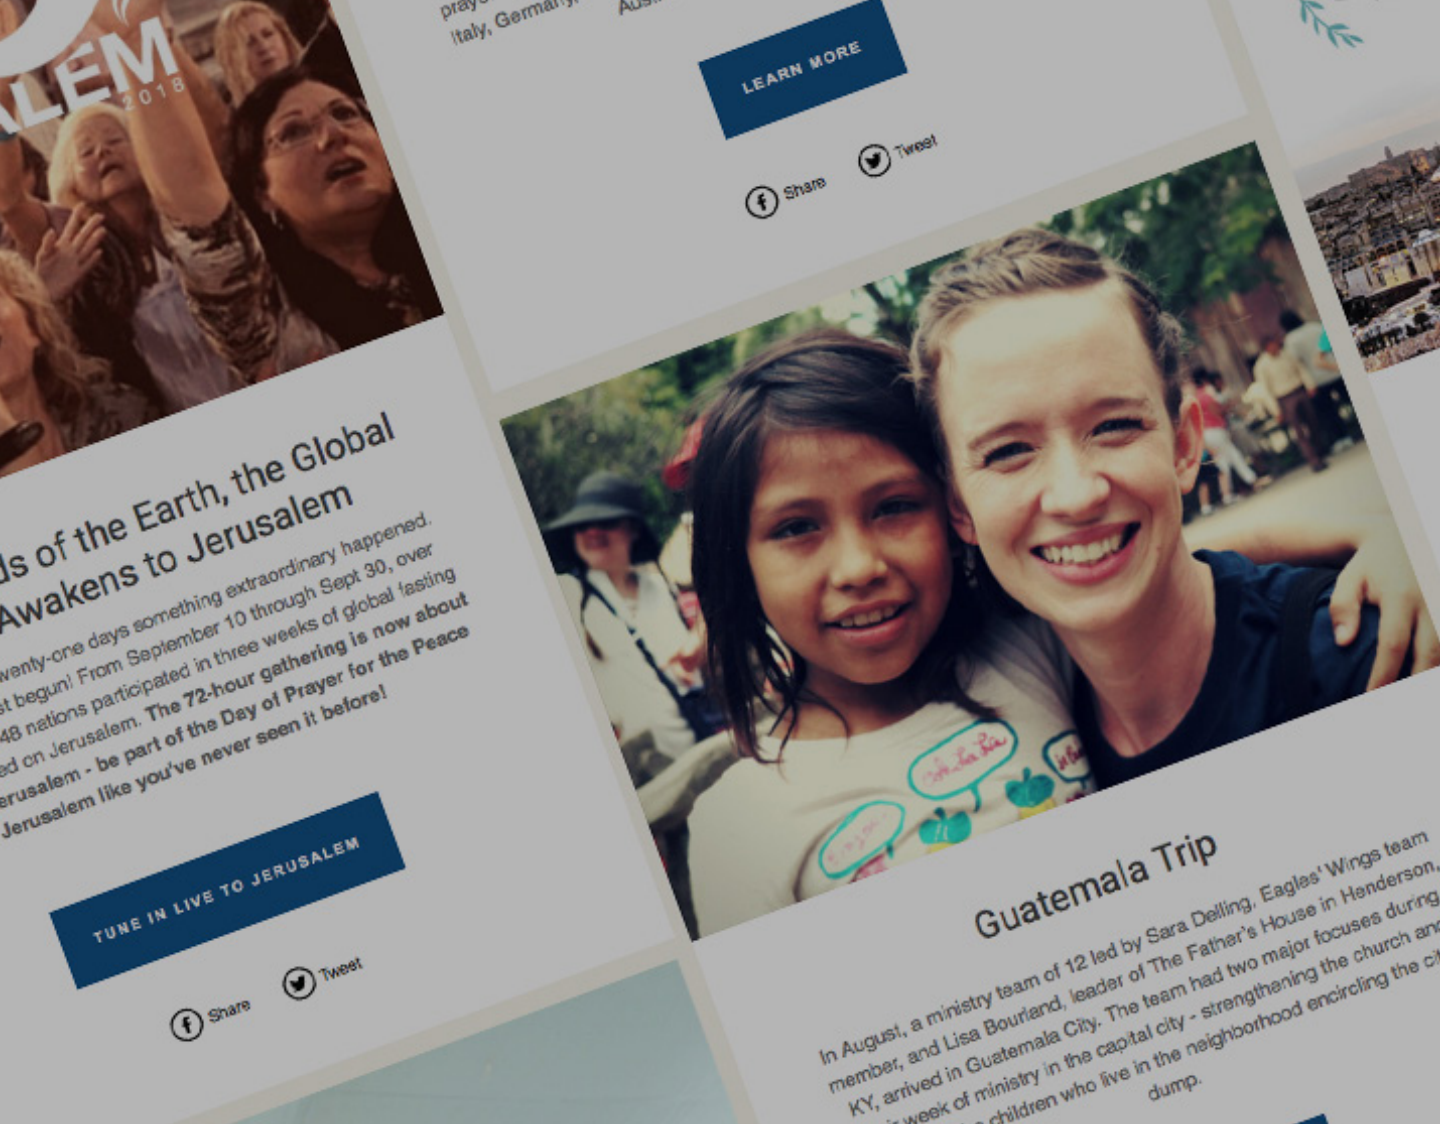 ALEM
2018
Italy, Germany,
LEARN MORE
Share
Tweet
of the Earth, the Global
Awakens to Jerusalem
twenty-one days something extraordinary happened.
begun! From September 10 through Sept 30, over
48 nations participated in three weeks of global fasting
on Jerusalem. The 72-hour gathering is now about
Jerusalem - be part of the Day of Prayer for the Peace
Jerusalem like you've never seen it before!
TUNE IN LIVE TO JERUSALEM
Share
Tweet
Guatemala Trip
In August, a ministry team of 12 led by Sara Delling, Eagles' Wings team
member, and Lisa Bourland, leader of The Father's House in Henderson,
KY, arrived in Guatemala City. The team had two major focuses during
week of ministry in the capital city - strengthening the church and
children who live in the neighborhood encircling the
dump.